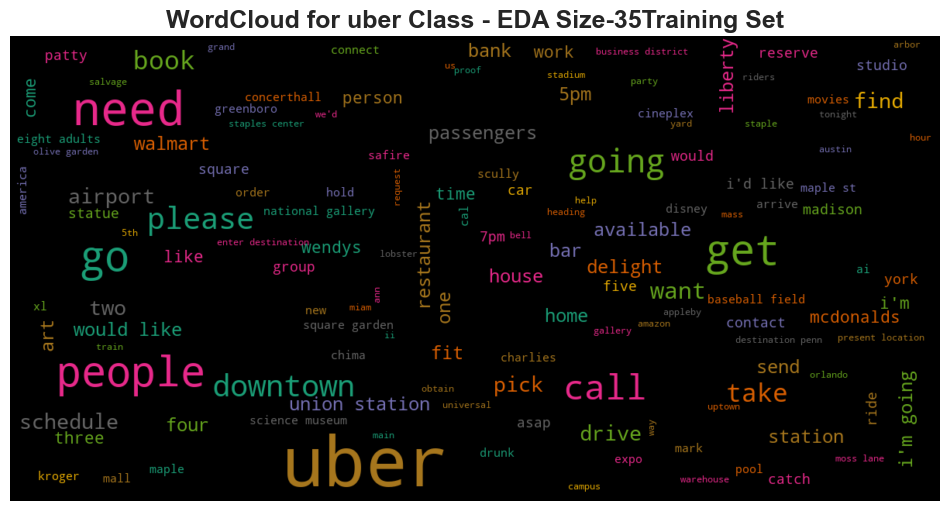 WordCloud for uber Class - EDA Size-35Training Set
patty
salvage
book
grand
connect
us
proof
bank
work
stadium
business district
party
liberty
reserve
riders
studio
arbor
come
need
concerthall
we'd
person
5pm
movies
tonight
find
greenboro
staples center
cineplex
yard
staple
hour
eight adults
olive garden
walmart
passengers
going
would
austin
safire
america
square
request
scully
i'd like
maple st
airport
order
hold
time
car
help
disney
arrive
statue
please
national gallery
cal
heading
mass
madison
5th
restaurant
7pm
bell
available
get
enter destination
wendys
lobster
bar
go
like
group
house
delight
ai
york
ann
five
want
baseball field
i'm
xl
two
new
miam
one
amazon
appleby
mcdonalds
art
would like
square garden
ii
home
gallery
contact
destination penn
present location
train
chima
fit
charlies
people
downtown
obtain
pick
call
send
orlando
take
union station
universal
uptown
ride
i'm going
schedule
four
science museum
asap
drive
way
station
three
main
drunk
mark
uber
expo
moss lane
kroger
mall
maple
pool
catch
campus
warehouse